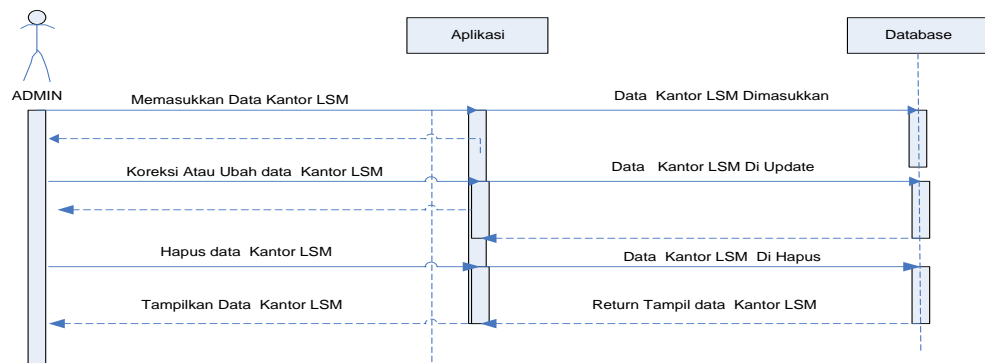 Aplikasi
Database
ADMIN
Memasukkan Data Kantor LSM
Data Kantor LSM Dimasukkan
Koreksi Atau Ubah data Kantor LSM
Data Kantor LSM Di Update
Hapus data Kantor LSM
Data Kantor LSM Di Hapus
Tampilkan Data Kantor LSM
Return Tampil data Kantor LSM